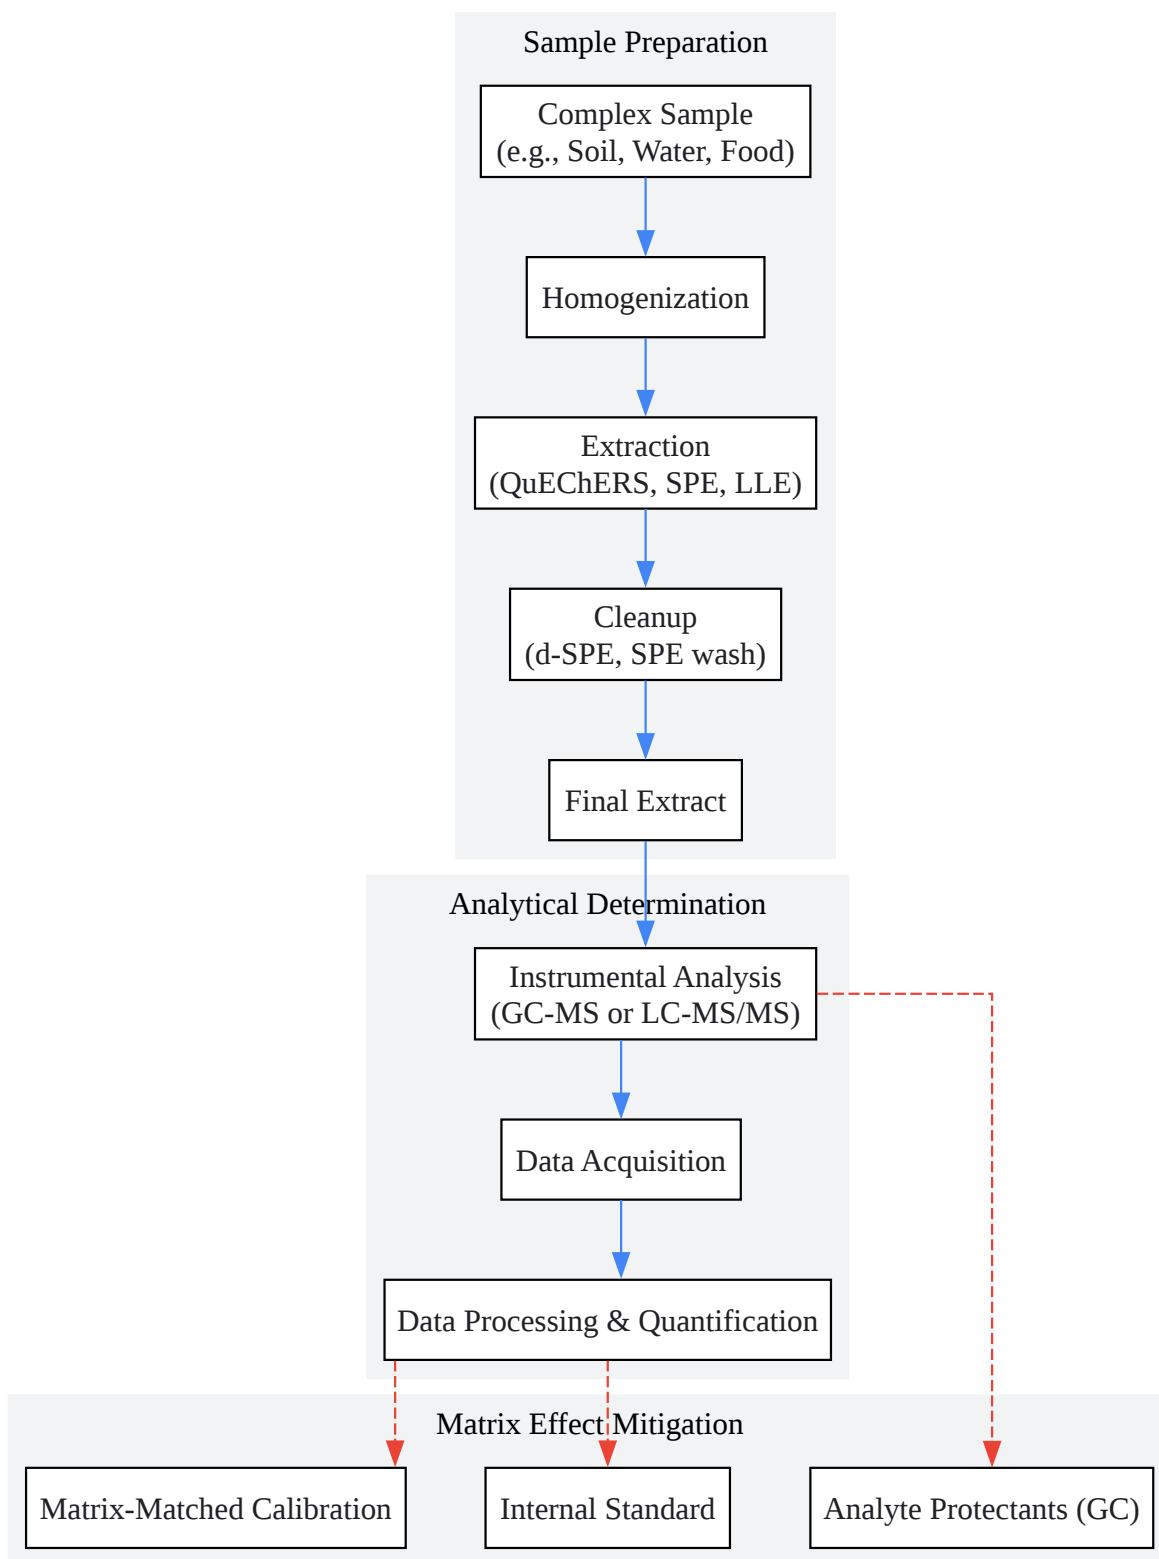 Sample Preparation
Complex Sample
(e.g., Soil, Water, Food)
Homogenization
Extraction
(QuEChERS, SPE, LLE)
Cleanup
(d-SPE, SPE wash)
Final Extract
Analytical Determination
Instrumental Analysis
(GC-MS or LC-MS/MS)
Data Acquisition
Data Processing & Quantification
Matrix Effect Mitigation
Matrix-Matched Calibration
Internal Standard
Analyte Protectants (GC)